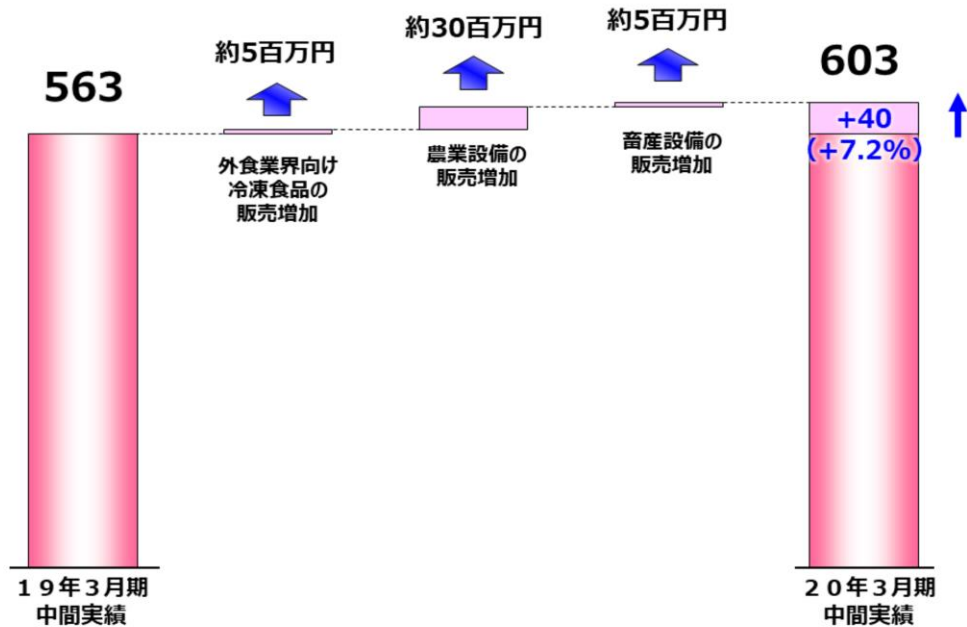 563
約5百万円
外食業界向け
冷凍食品の
販売増加
約30百万円
農業設備の
販売増加
約5百万円
畜産設備の
販売増加
603
+40
(+7.2%)
１９年３月期
中間実績
２０年３月期
中間実績